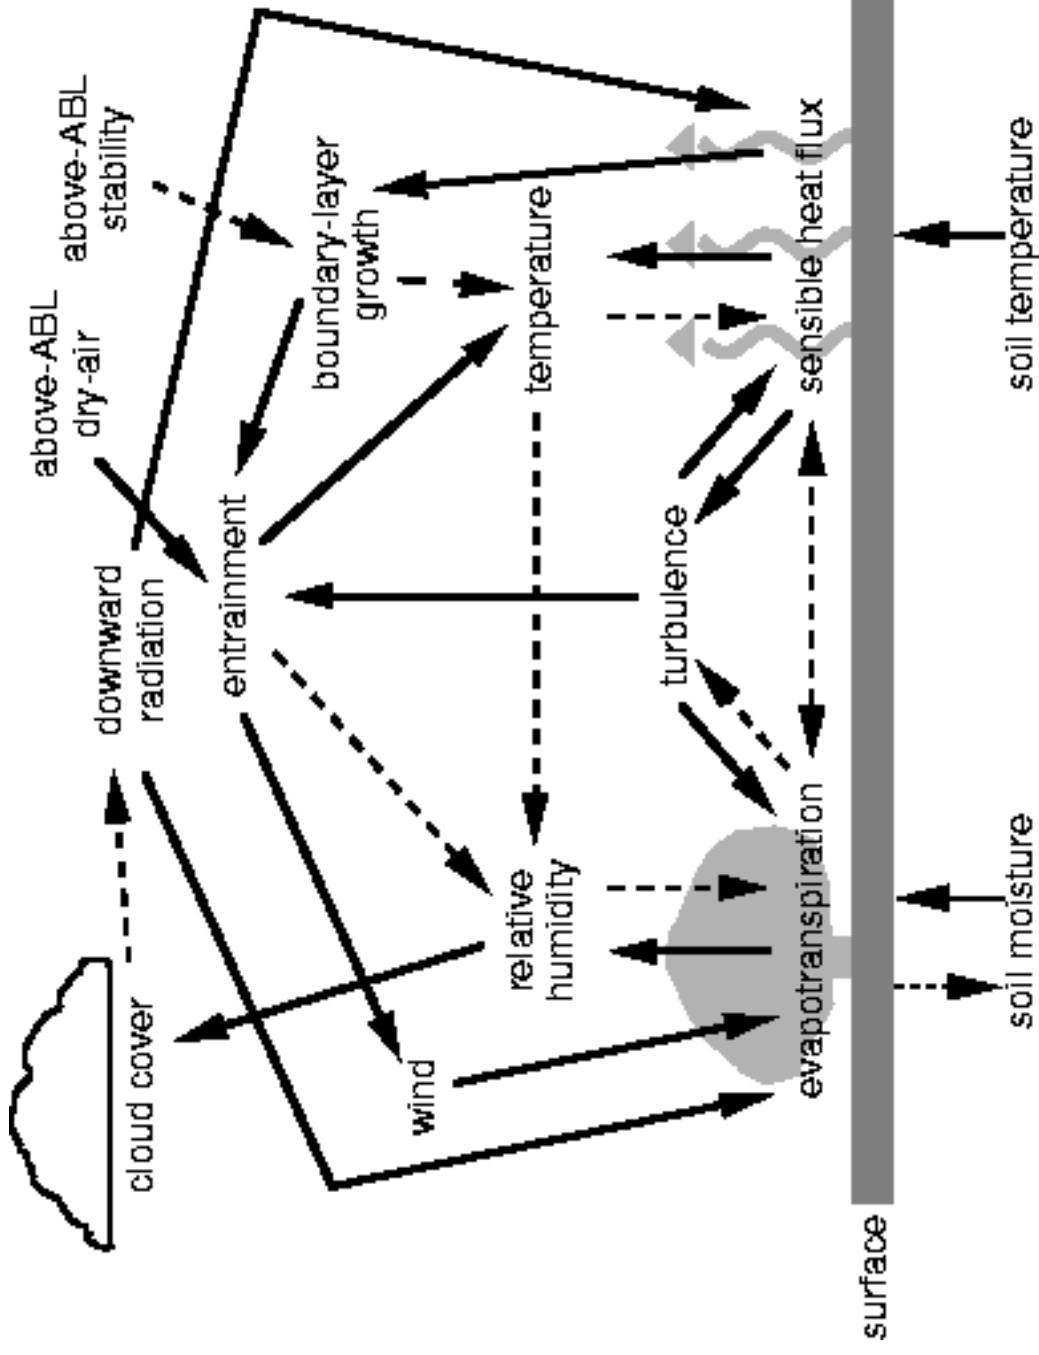 above-ABL
stability
above-ABL
dry-air
downward
radiation
cloud cover
entrainment
boundary-layer
growth
wind
relative
humidity
temperature
turbulence
evapotranspiration
sensible heat flux
surface
soil moisture
soil temperature